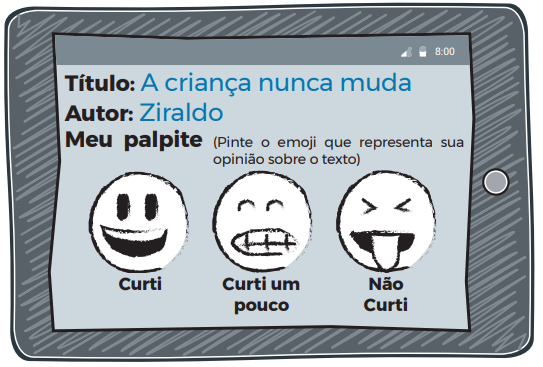 8:00
Título: A criança nunca muda
Autor: Ziraldo
Meu palpite (Pinte o emoji que representa sua
opinião sobre o texto)
Curti
Curti um
pouco
Não
Curti